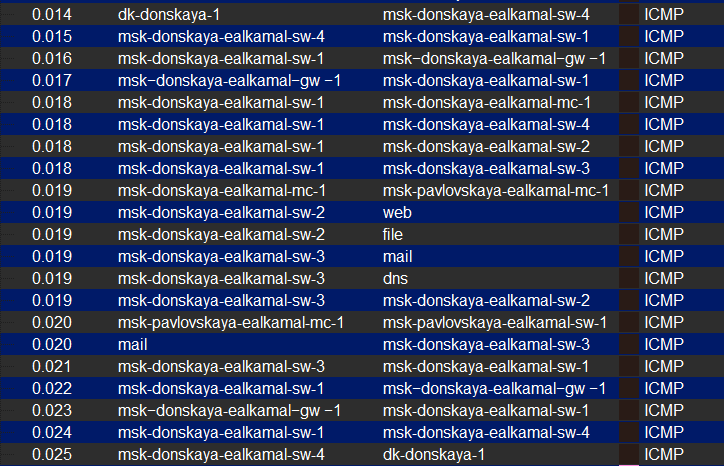 0.014 dk-donskaya-1 msk-donskaya-ealkamal-sw-4 ICMP
0.015 msk-donskaya-ealkamal-sw-4 msk-donskaya-ealkamal-sw-1 ICMP
0.016 msk-donskaya-ealkamal-sw-1 msk−donskaya-ealkamal−gw −1 ICMP
0.017 msk−donskaya-ealkamal−gw −1 msk-donskaya-ealkamal-sw-1 ICMP
0.018 msk-donskaya-ealkamal-sw-1 msk-donskaya-ealkamal-mc-1 ICMP
0.018 msk-donskaya-ealkamal-sw-1 msk-donskaya-ealkamal-sw-4 ICMP
0.018 msk-donskaya-ealkamal-sw-1 msk-donskaya-ealkamal-sw-2 ICMP
0.018 msk-donskaya-ealkamal-sw-1 msk-donskaya-ealkamal-sw-3 ICMP
0.019 msk-donskaya-ealkamal-mc-1 msk-pavlovskaya-ealkamal-mc-1 ICMP
0.019 msk-donskaya-ealkamal-sw-2 web ICMP
0.019 msk-donskaya-ealkamal-sw-2 file ICMP
0.019 msk-donskaya-ealkamal-sw-3 mail ICMP
0.019 msk-donskaya-ealkamal-sw-3 dns ICMP
0.019 msk-donskaya-ealkamal-sw-3 msk-donskaya-ealkamal-sw-2 ICMP
0.020 msk-pavlovskaya-ealkamal-mc-1 msk-pavlovskaya-ealkamal-sw-1 ICMP
0.020 mail msk-donskaya-ealkamal-sw-3 ICMP
0.021 msk-donskaya-ealkamal-sw-3 msk-donskaya-ealkamal-sw-1 ICMP
0.022 msk-donskaya-ealkamal-sw-1 msk−donskaya-ealkamal−gw −1 ICMP
0.023 msk−donskaya-ealkamal−gw −1 msk-donskaya-ealkamal-sw-1 ICMP
0.024 msk-donskaya-ealkamal-sw-1 msk-donskaya-ealkamal-sw-4 ICMP
0.025 msk-donskaya-ealkamal-sw-4 dk-donskaya-1 ICMP